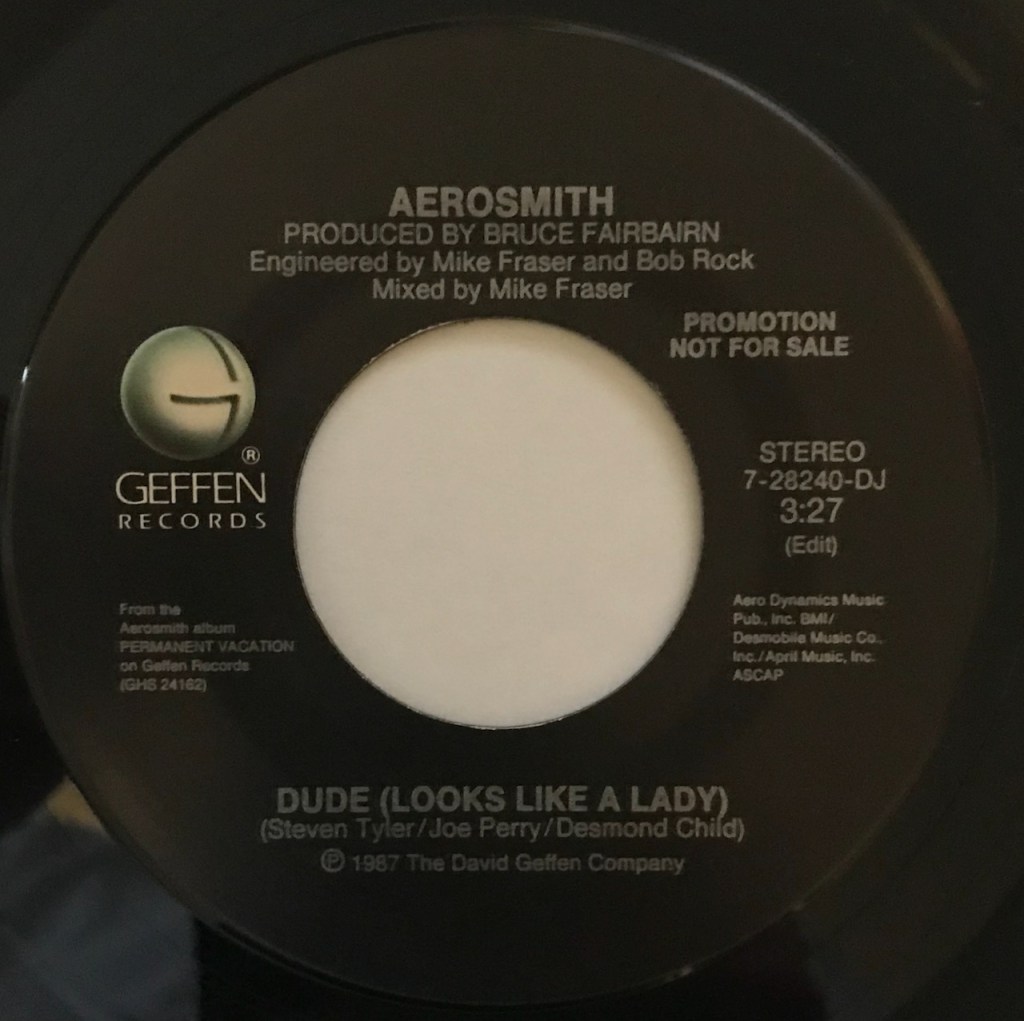 AEROSMITH
PRODUCED BY BRUCE FAIRBAIRN
Engineered by Mike Fraser and Bob Rock
Mixed by Mike Fraser
PROMOTION
NOT FOR SALE
G
®
GEFFEN
RECORDS
STEREO
7-28240-DJ
3:27
(Edit)
From the
Aerosmith album
PERMANENT VACATION
on Geffen Records
(GHS 24162)
Aero Dynamics Music
Pub., Inc. BMI/
Desmobile Music Co.,
Inc./April Music, Inc.
ASCAP
DUDE (LOOKS LIKE A LADY)
(Steven Tyler/Joe Perry/Desmond Child)
℗ 1987 The David Geffen Company